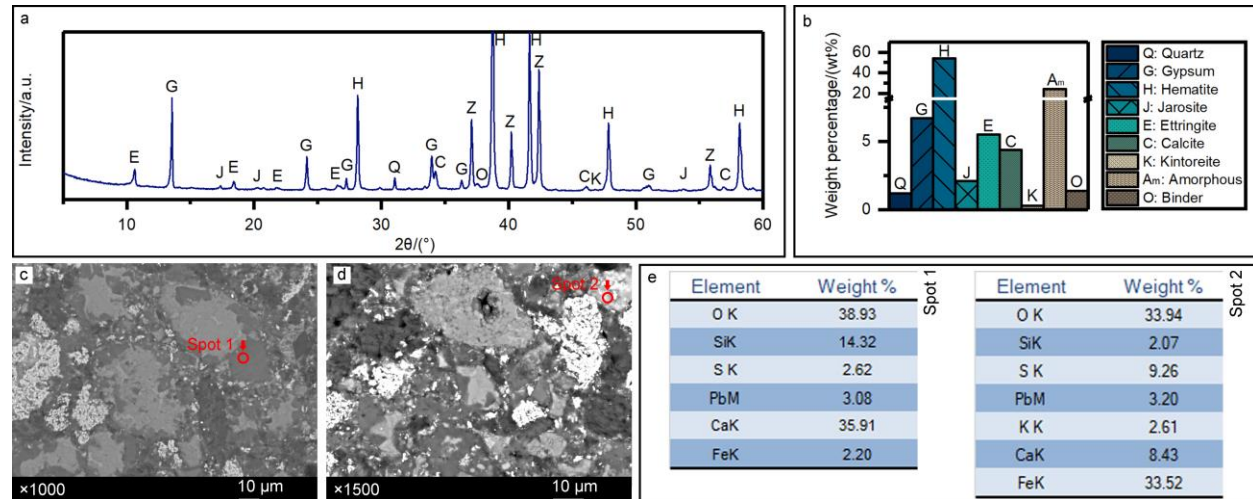 a
Intensity/a.u.
E
G
J
E
J
E
G
E
G
H
Q
G
C
G
Z
O
H
Z
H
Z
C
K
H
G
J
Z
C
H
10
20
30
40
50
60
2θ/(°)
b
Weight percentage/(wt%)
60
40
20
5
0
Q
G
H
J
E
C
K
Am
O
Q: Quartz
G: Gypsum
H: Hematite
J: Jarosite
E: Ettringite
C: Calcite
K: Kintoreite
Am: Amorphous
O: Binder
c
Spot 1
×1000
10 µm
d
Spot 2
×1500
10 µm
e
Element Weight %
O K 38.93
SiK 14.32
S K 2.62
PbM 3.08
CaK 35.91
FeK 2.20
Spot 1
Element Weight %
O K 33.94
SiK 2.07
S K 9.26
PbM 3.20
K K 2.61
CaK 8.43
FeK 33.52
Spot 2